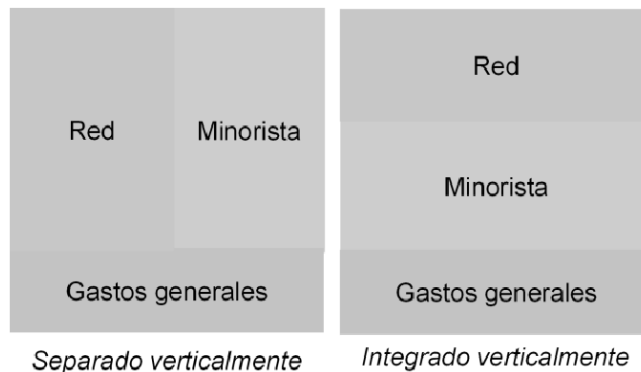 Red
Minorista
Gastos generales
Separado verticalmente
Red
Minorista
Gastos generales
Integrado verticalmente